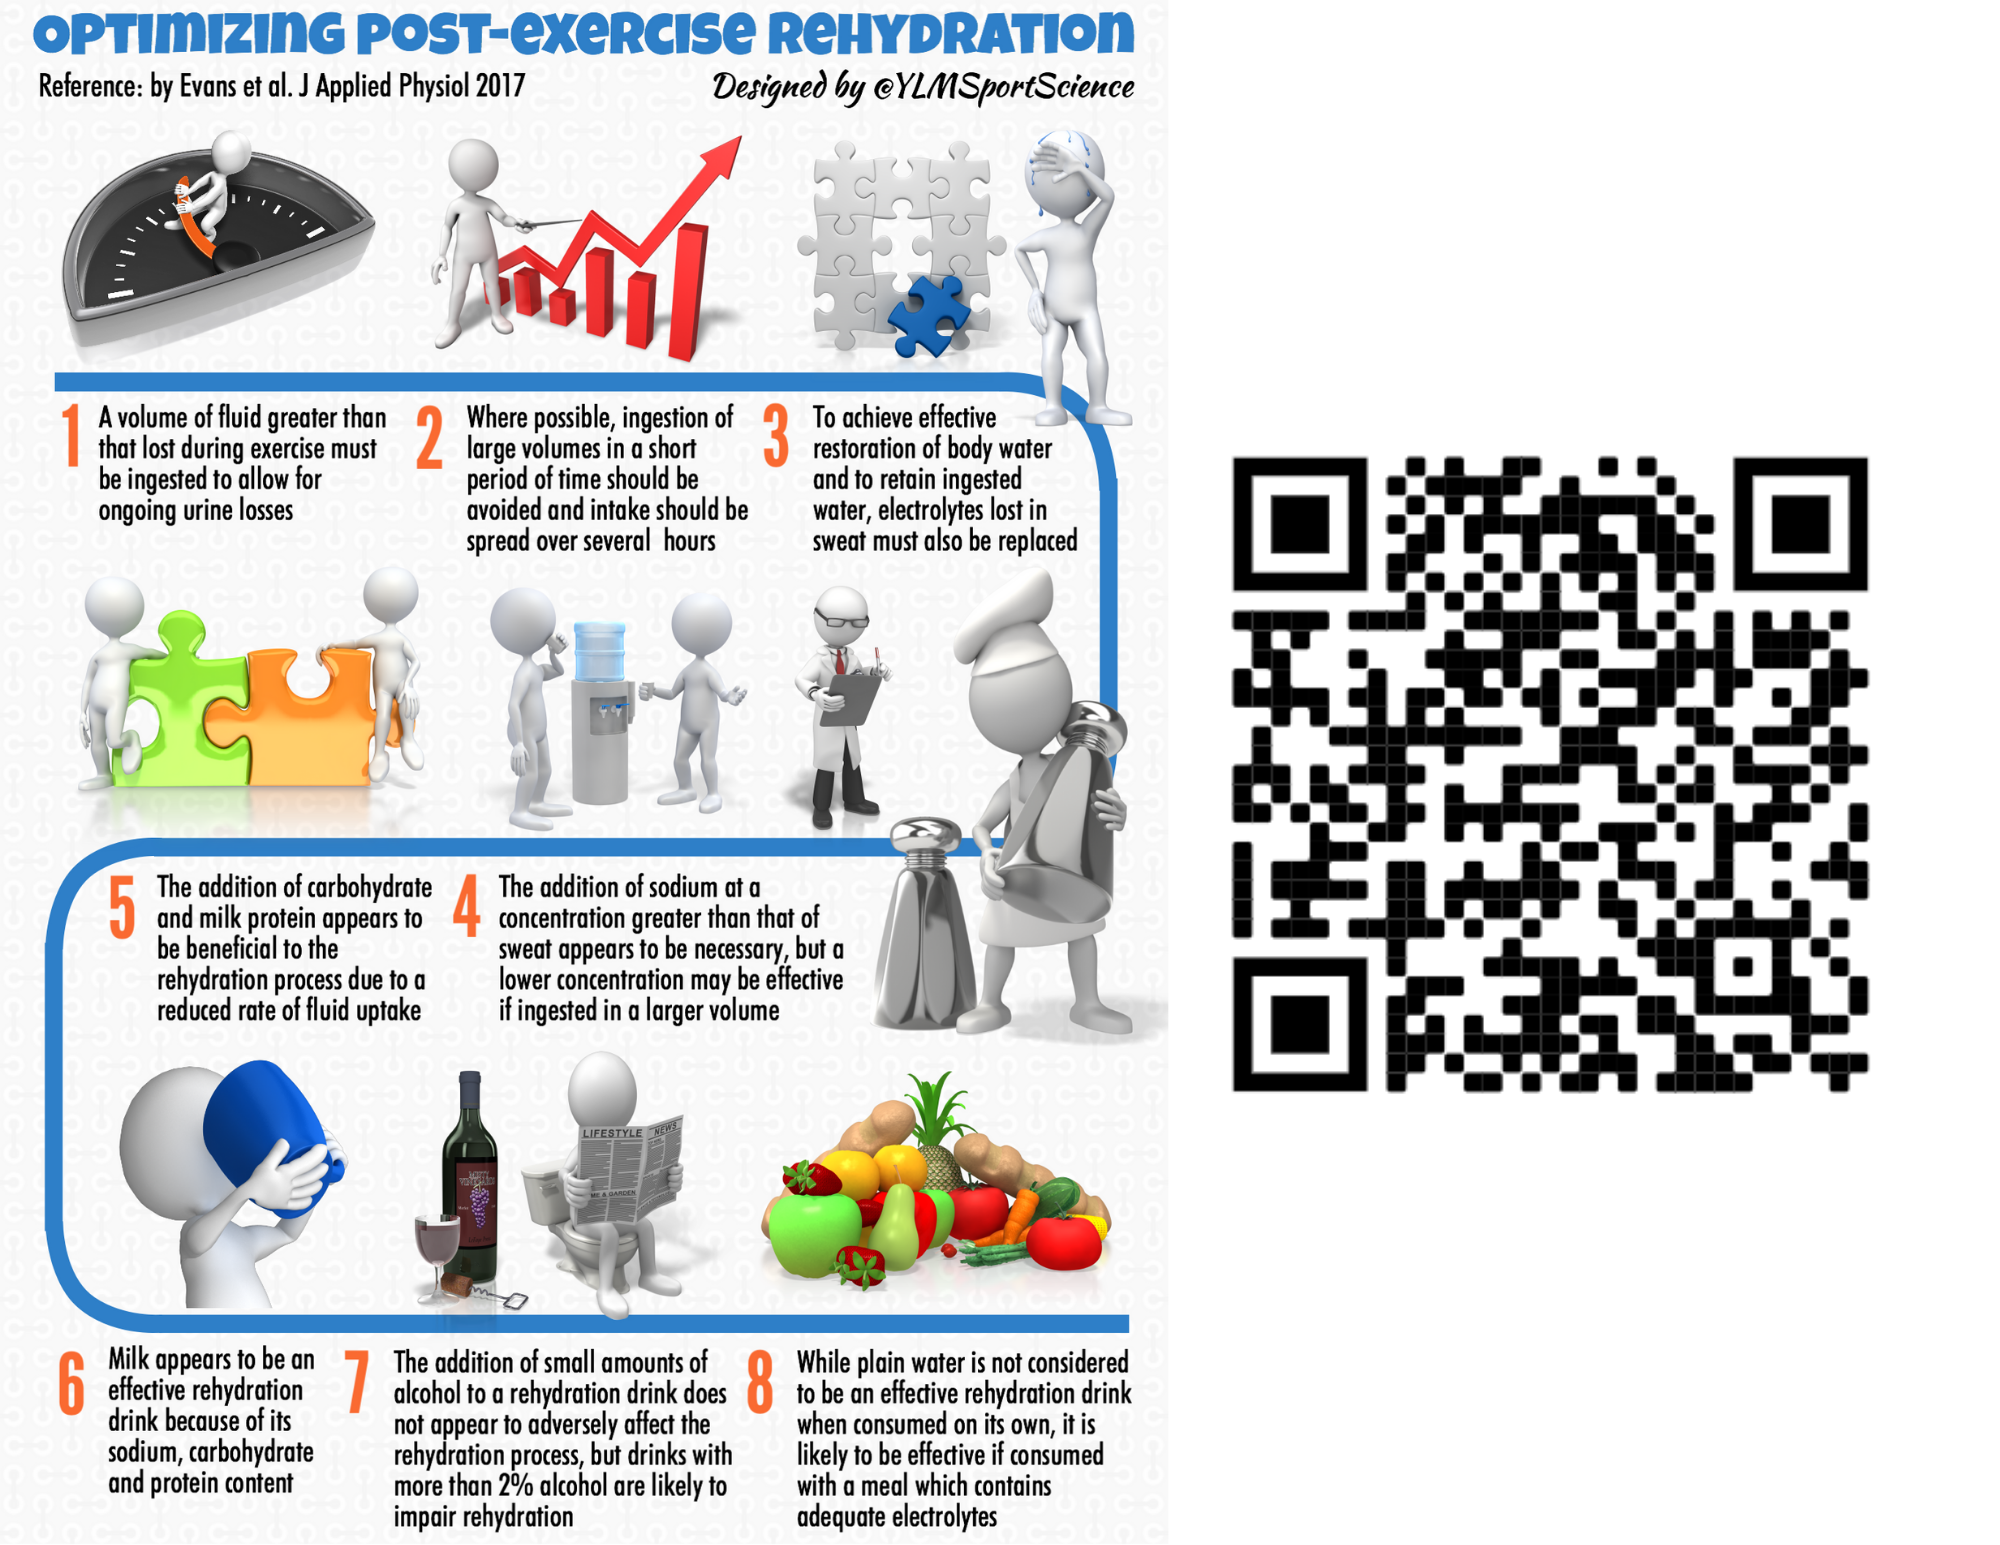 OPTIMIZING POST-EXERCISE REHYDRATION
Reference: by Evans et al. J Applied Physiol 2017
Designed by @YLMSportScience
1 A volume of fluid greater than
that lost during exercise must
be ingested to allow for
ongoing urine losses
2 Where possible, ingestion of
large volumes in a short
period of time should be
avoided and intake should be
spread over several hours
3 To achieve effective
restoration of body water
and to retain ingested
water, electrolytes lost in
sweat must also be replaced
5 The addition of carbohydrate
and milk protein appears to
be beneficial to the
rehydration process due to a
reduced rate of fluid uptake
4 The addition of sodium at a
concentration greater than that of
sweat appears to be necessary, but a
lower concentration may be effective
if ingested in a larger volume
LIFESTYLE NEWS
ME & GARDEN
6 Milk appears to be an
effective rehydration
drink because of its
sodium, carbohydrate
and protein content
7 The addition of small amounts of
alcohol to a rehydration drink does
not appear to adversely affect the
rehydration process, but drinks with
more than 2% alcohol are likely to
impair rehydration
8 While plain water is not considered
to be an effective rehydration drink
when consumed on its own, it is
likely to be effective if consumed
with a meal which contains
adequate electrolytes